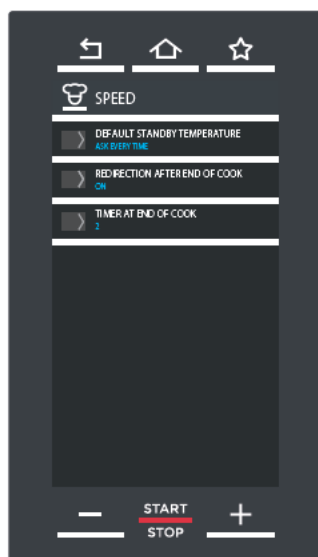 SPEED
DEFAULT STANDBY TEMPERATURE
ASK EVERY TIME
REDIRECTION AFTER END OF COOK
ON
TIMER AT END OF COOK
2
START
STOP